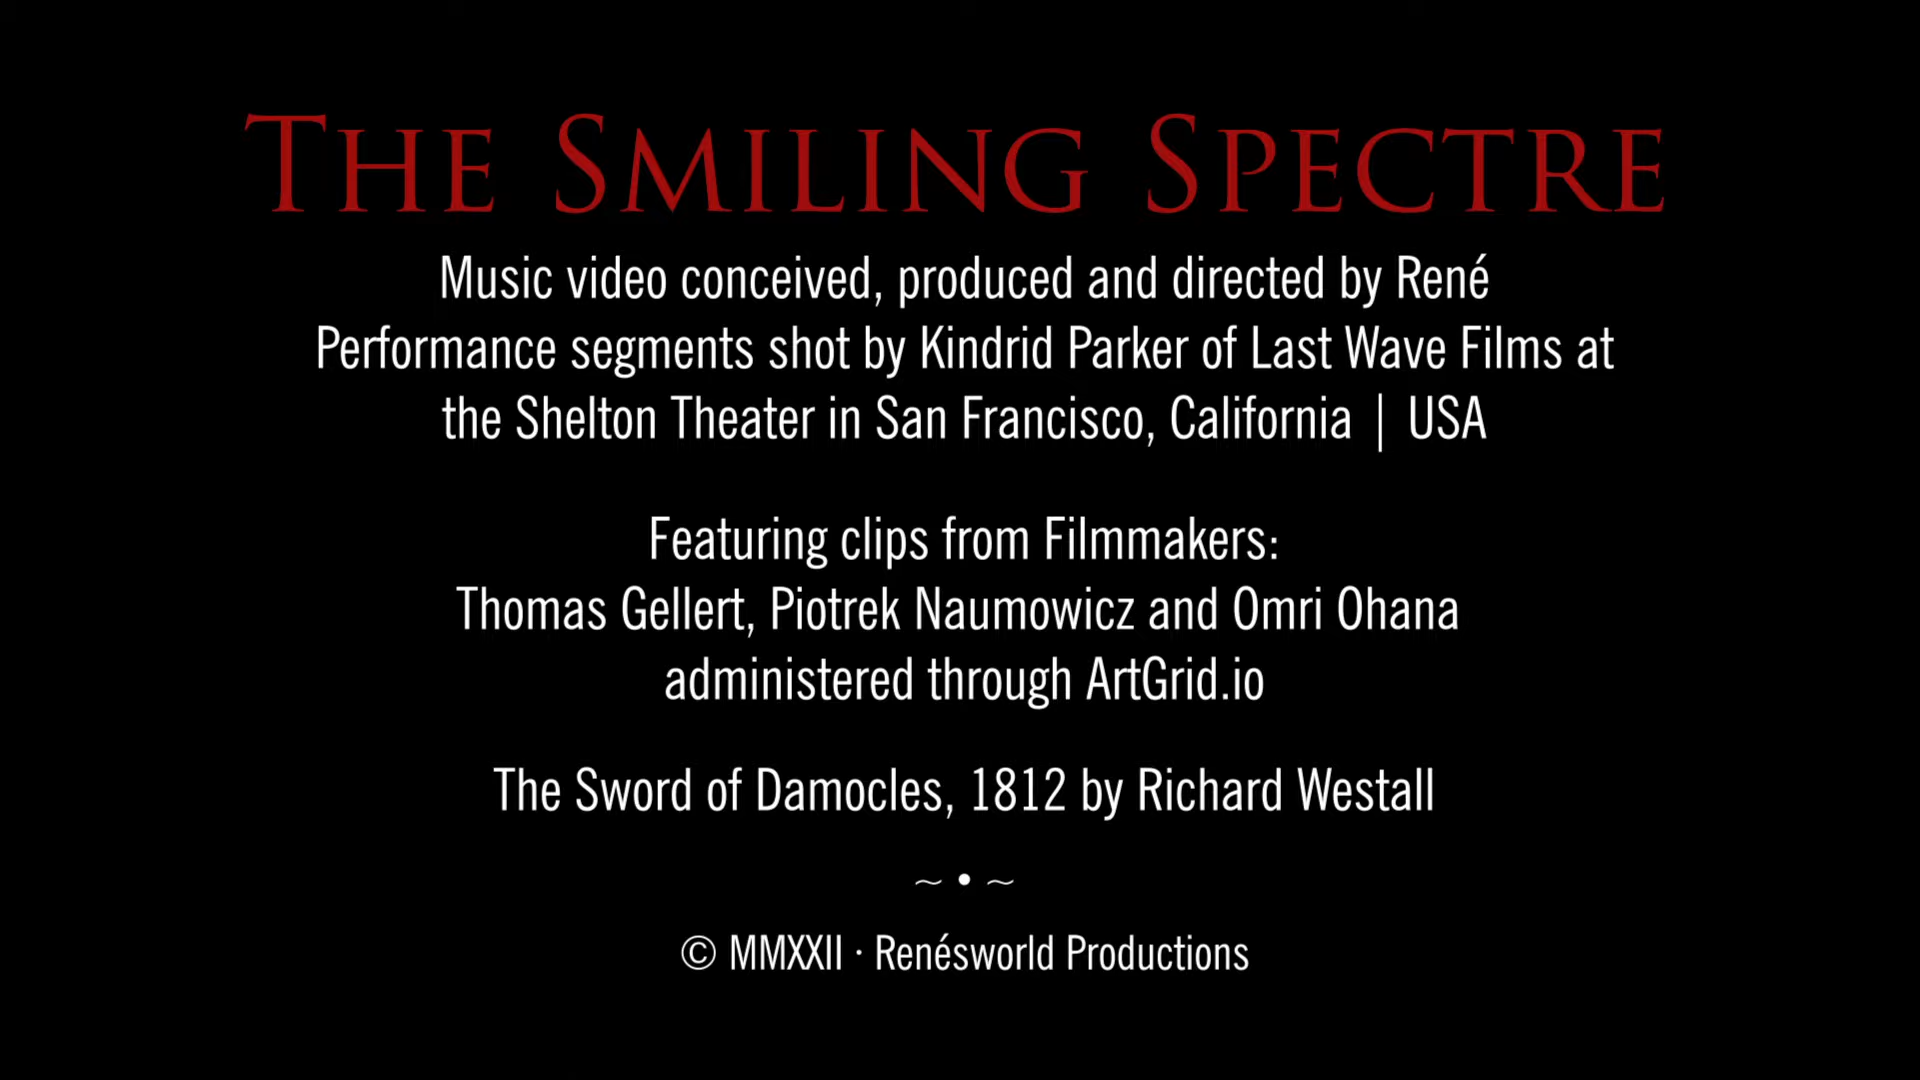 THE SMILING SPECTRE
Music video conceived, produced and directed by René
Performance segments shot by Kindrid Parker of Last Wave Films at
the Shelton Theater in San Francisco, California | USA
Featuring clips from Filmmakers:
Thomas Gellert, Piotrek Naumowicz and Omri Ohana
administered through ArtGrid.io
The Sword of Damocles, 1812 by Richard Westall
~ • ~
© MMXXII · Renésworld Productions